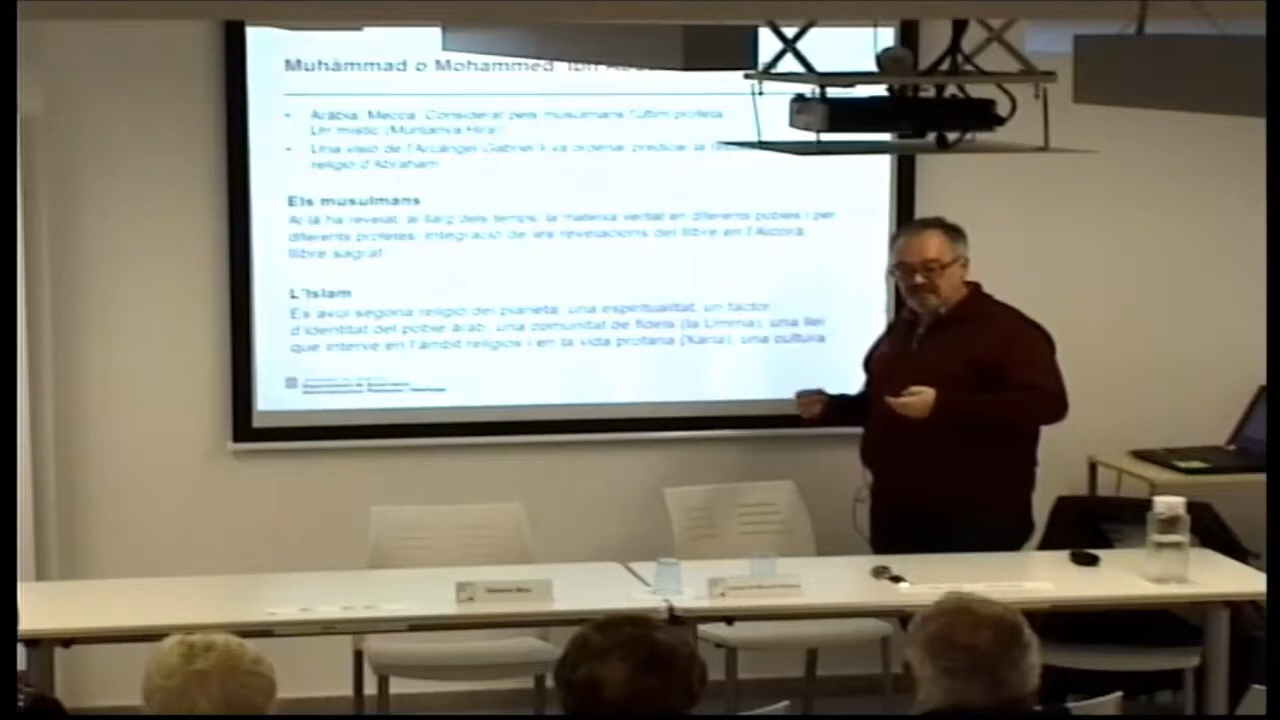 Muhàmmad o Mohammed ibn
• Aràbia, Mecca. Considerat pels musulmans l'últim profeta.
Un místic (Muntanya Hira)
• Una visió de l'Arcàngel Gabriel li va ordenar predicar la
religió d'Abraham
Els musulmans
Al·là ha revelat, al llarg dels temps, la mateixa veritat en diferents pobles i per
diferents profetes. Integració de les revelacions del llibre en l'Alcorà,
llibre sagrat.
L'Islam
És avui segona religió del planeta: una espiritualitat, un factor
d'identitat del poble àrab, una comunitat de fidels (la Umma), una llei
que intervé en l'àmbit religiós i en la vida profana (Xaria), una cultura